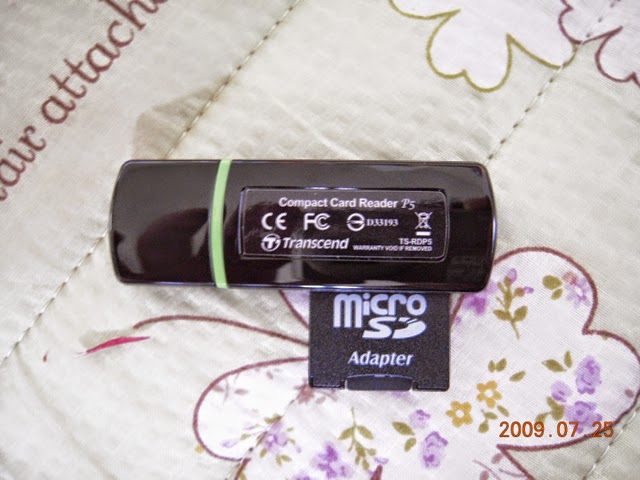 air attache
Compact Card Reader P5
CE FC D33193
Transcend TS-RDP5
WARRANTY VOID IF REMOVED
micro
SD
Adapter
2009.07.25